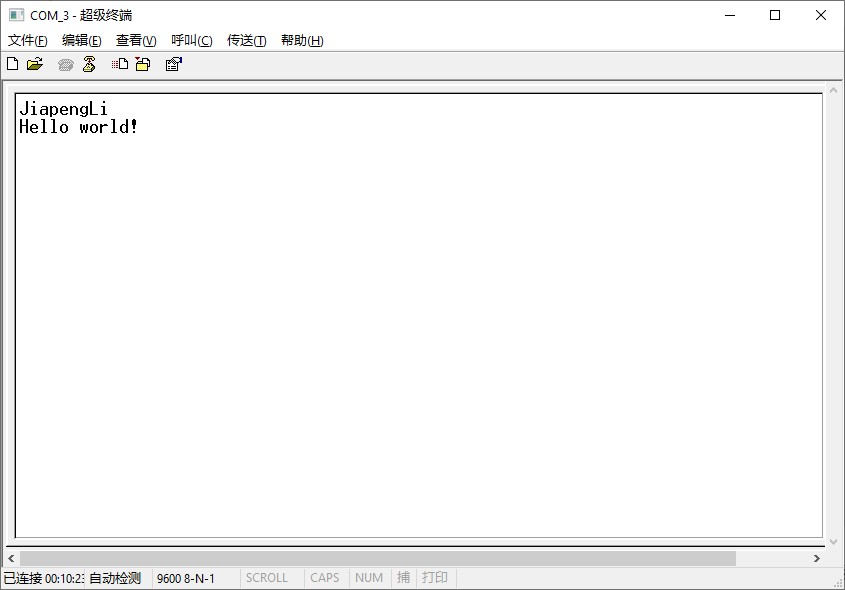 COM_3 - 超级终端
文件(F) 编辑(E) 查看(V) 呼叫(C) 传送(T) 帮助(H)
JiapengLi
Hello world!
已连接 00:10:23 自动检测 9600 8-N-1 SCROLL CAPS NUM 捕 打印